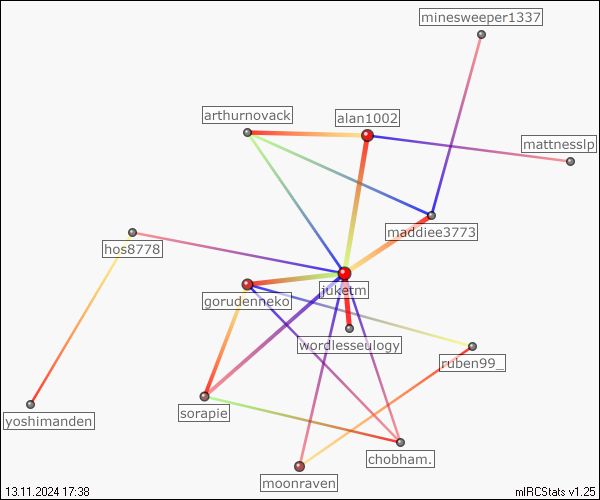 minesweeper1337
arthurnovack
alan1002
mattnesslp
maddiee3773
hos8778
juketm
gorudenneko
wordlesseulogy
ruben99_
sorapie
yoshimanden
chobham.
moonraven
13.11.2024 17:38
mIRCStats v1.25